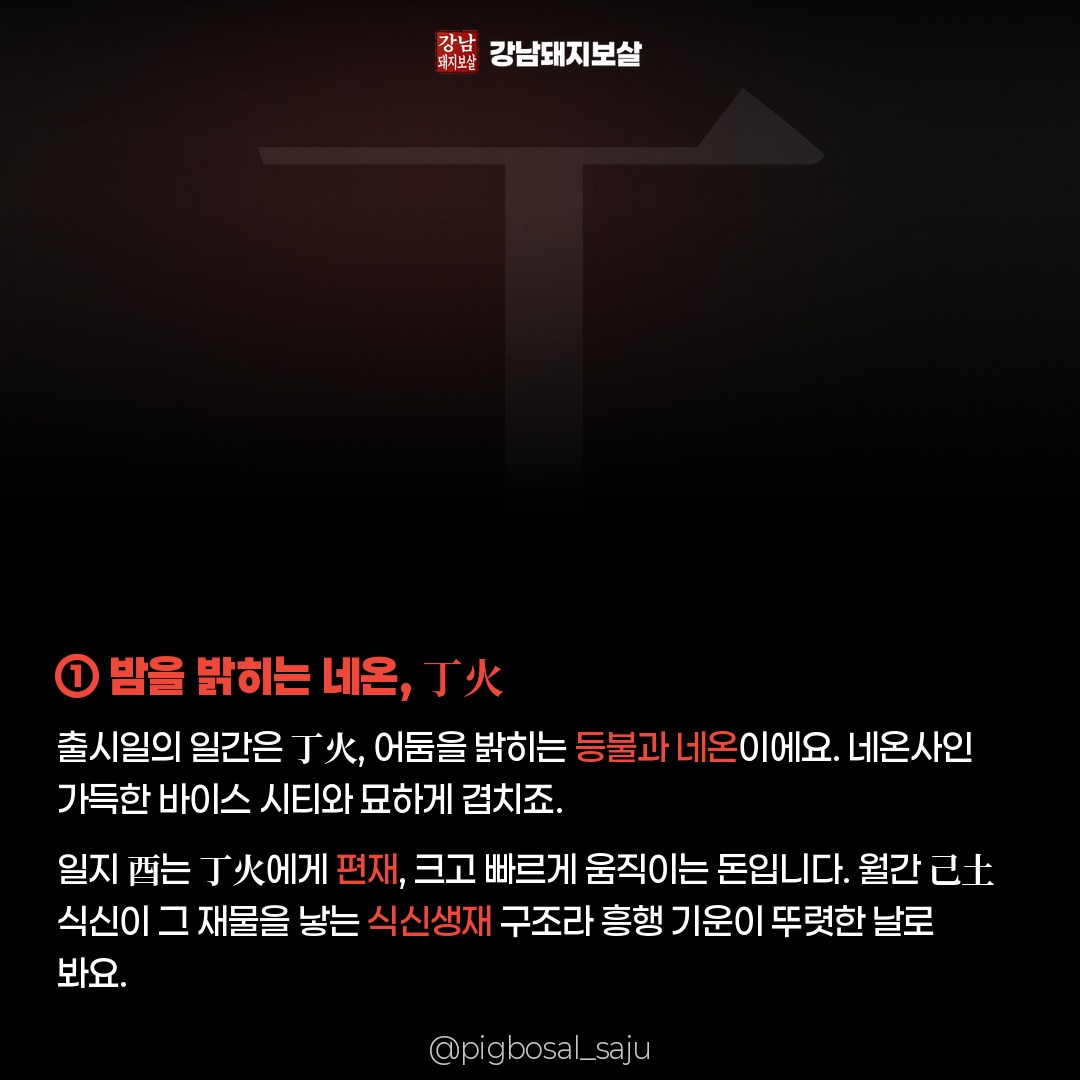 강남
돼지보살
강남돼지보살
丁
① 밤을 밝히는 네온, 丁火
출시일의 일간은 丁火, 어둠을 밝히는 등불과 네온이에요. 네온사인
가득한 바이스 시티와 묘하게 겹치죠.
일지 酉는 丁火에게 편재, 크고 빠르게 움직이는 돈입니다. 월간 己土
식신이 그 재물을 낳는 식신생재 구조라 흥행 기운이 뚜렷한 날로
봐요.
@pigbosal_saju